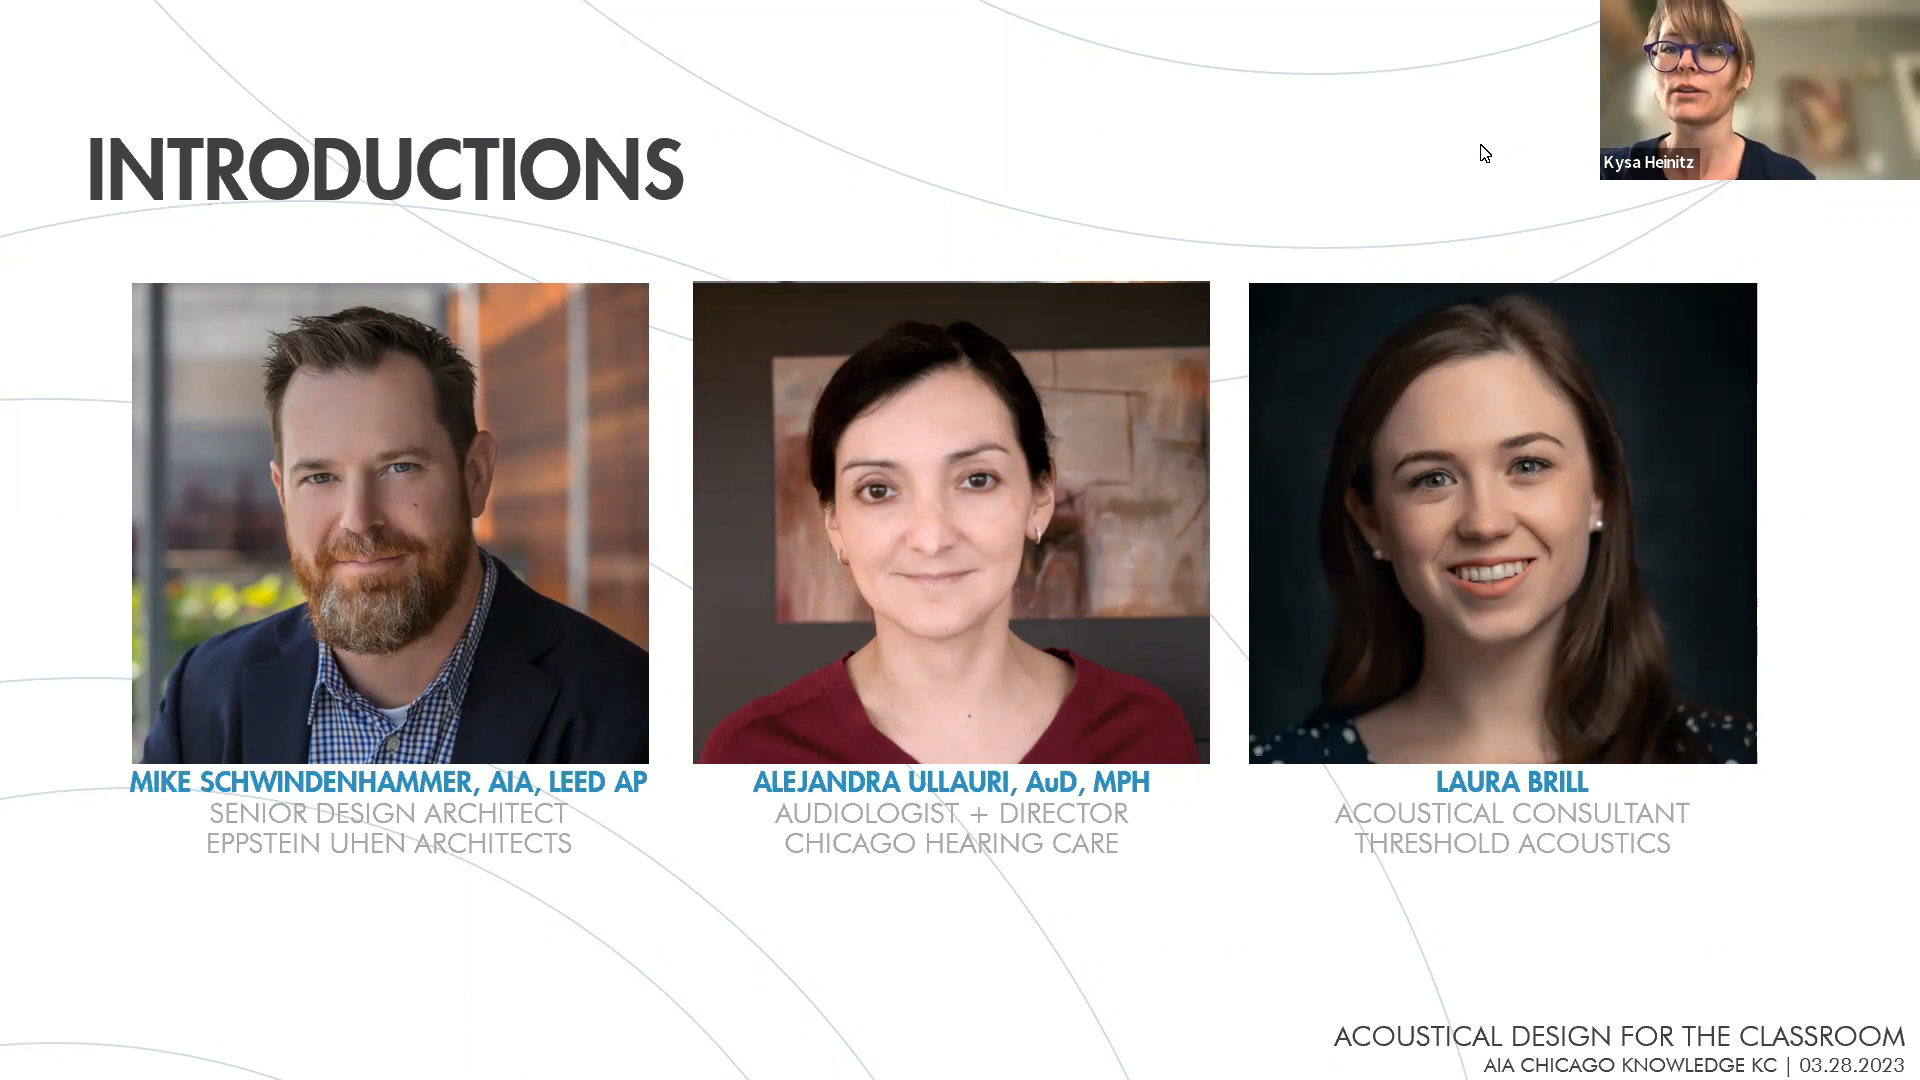 INTRODUCTIONS
Kysa Heinitz
MIKE SCHWINDENHAMMER, AIA, LEED AP
SENIOR DESIGN ARCHITECT
EPPSTEIN UHEN ARCHITECTS
ALEJANDRA ULLAURI, AuD, MPH
AUDIOLOGIST + DIRECTOR
CHICAGO HEARING CARE
LAURA BRILL
ACOUSTICAL CONSULTANT
THRESHOLD ACOUSTICS
ACOUSTICAL DESIGN FOR THE CLASSROOM
AIA CHICAGO KNOWLEDGE KC | 03.28.2023